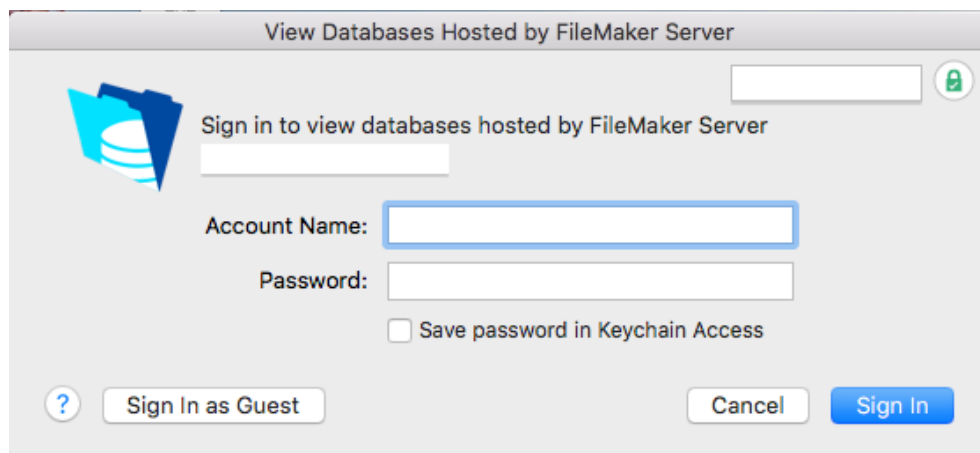 View Databases Hosted by FileMaker Server
Sign in to view databases hosted by FileMaker Server
Account Name:
Password:
Save password in Keychain Access
?
Sign In as Guest
Cancel
Sign In